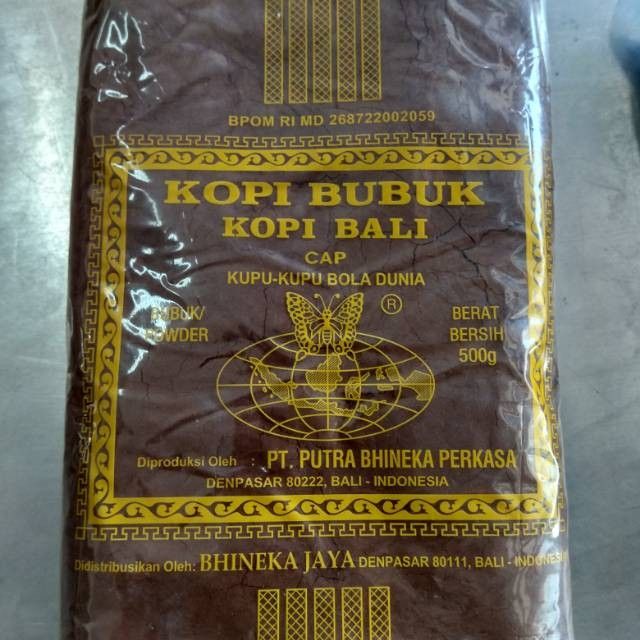 BPOM RI MD 268722002059
KOPI BUBUK
KOPI BALI
CAP
KUPU-KUPU BOLA DUNIA
®
BUBUK/
POWDER
BERAT
BERSIH
500g
Diproduksi Oleh : PT. PUTRA BHINEKA PERKASA
DENPASAR 80222, BALI - INDONESIA
Didistribusikan Oleh: BHINEKA JAYA DENPASAR 80111, BALI - INDONESIA